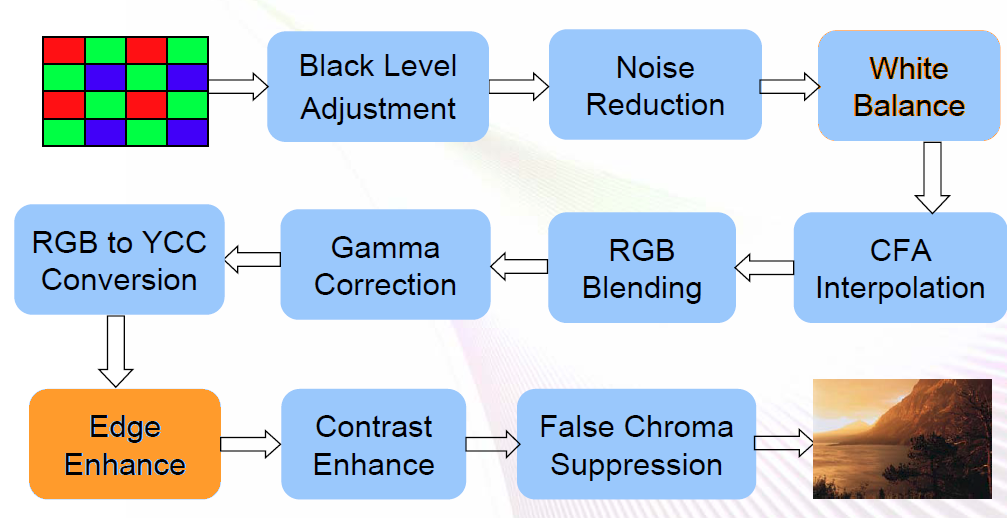 Black Level
Adjustment
Noise
Reduction
White
Balance
CFA
Interpolation
RGB
Blending
Gamma
Correction
RGB to YCC
Conversion
Edge
Enhance
Contrast
Enhance
False Chroma
Suppression